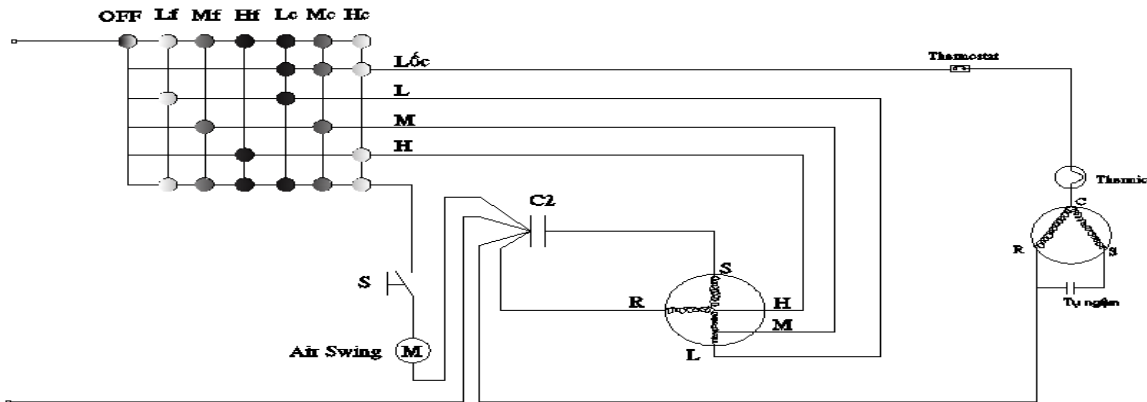 OFF Lf Mf Hf Lc Mc Hc
Lốc
Thermostat
L
M
H
Thermic
C2
C
R
S
S
S
R
H
Tụ ngậm
M
Air Swing
M
L